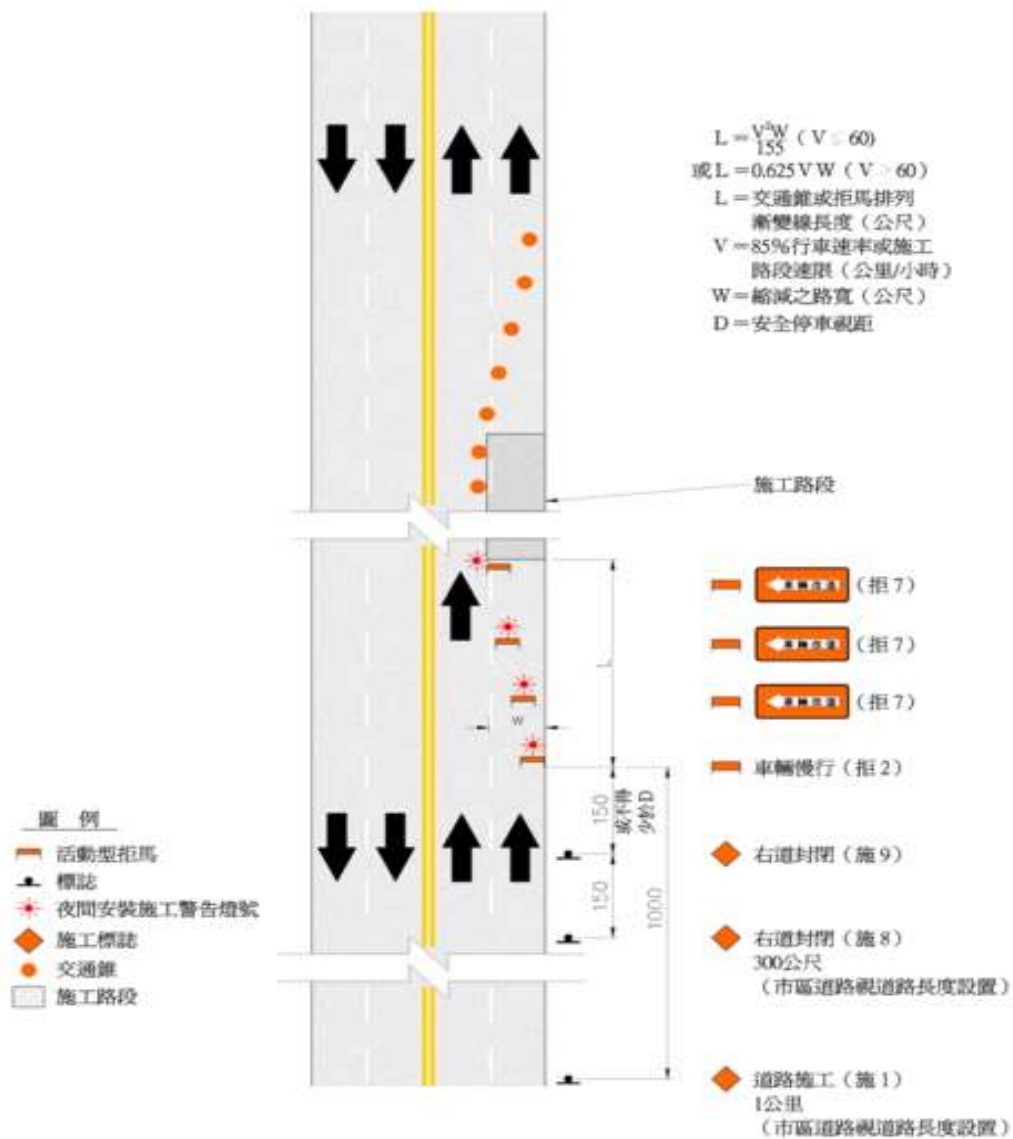 L＝V²W/155（V≤60）
或L＝0.625VW（V＞60）
L＝交通錐或拒馬排列
漸變線長度（公尺）
V＝85%行車速率或施工
路段速限（公里/小時）
W＝縮減之路寬（公尺）
D＝安全停車視距
施工路段
（拒7）
（拒7）
（拒7）
L
W
車輛慢行（拒2）
150
或不得
少於D
150
1000
右道封閉（施9）
右道封閉（施8）
300公尺
（市區道路視道路長度設置）
道路施工（施1）
1公里
（市區道路視道路長度設置）
圖 例
活動型拒馬
標誌
夜間安裝施工警告燈號
施工標誌
交通錐
施工路段